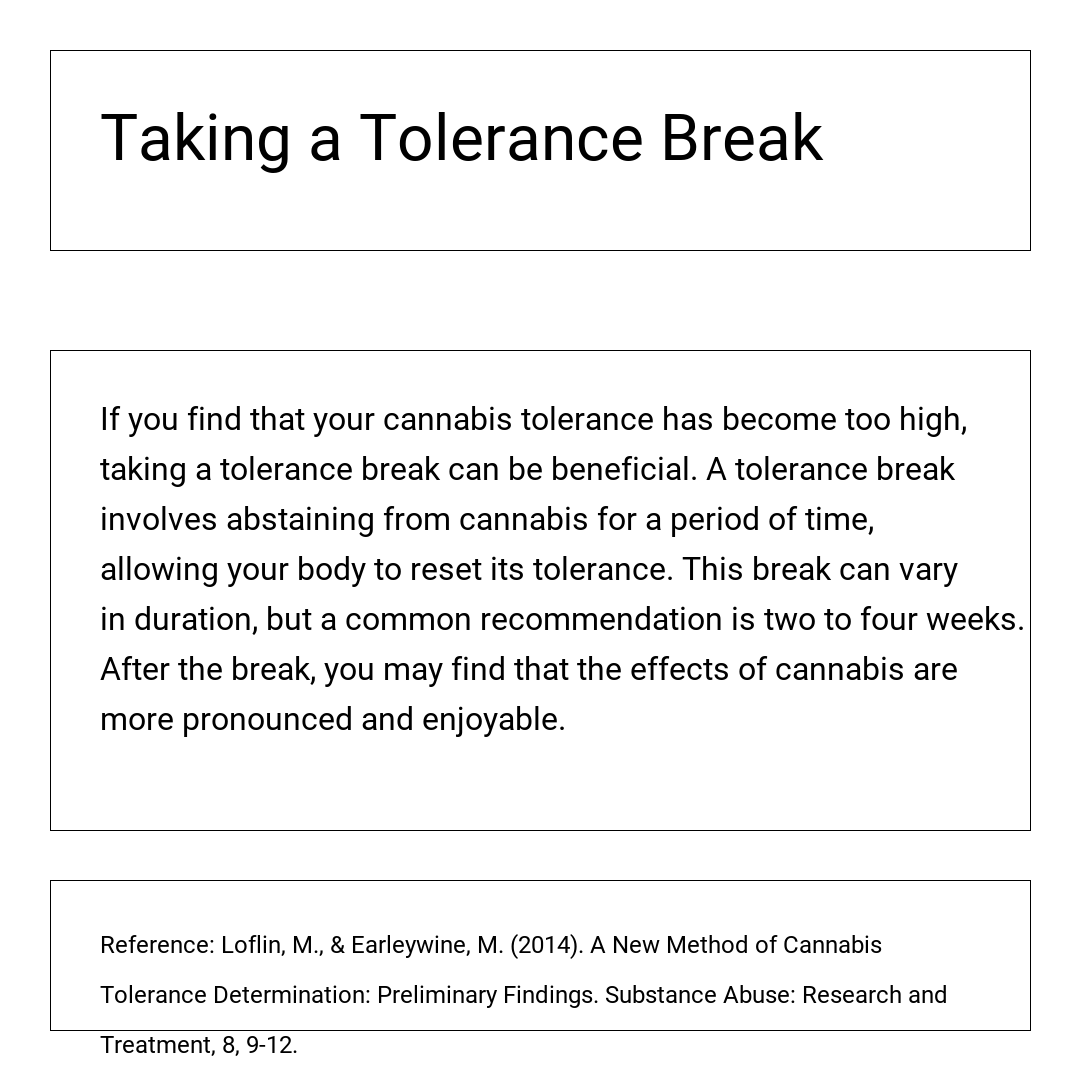 Taking a Tolerance Break
If you find that your cannabis tolerance has become too high,
taking a tolerance break can be beneficial. A tolerance break
involves abstaining from cannabis for a period of time,
allowing your body to reset its tolerance. This break can vary
in duration, but a common recommendation is two to four weeks.
After the break, you may find that the effects of cannabis are
more pronounced and enjoyable.
Reference: Loflin, M., & Earleywine, M. (2014). A New Method of Cannabis
Tolerance Determination: Preliminary Findings. Substance Abuse: Research and
Treatment, 8, 9-12.